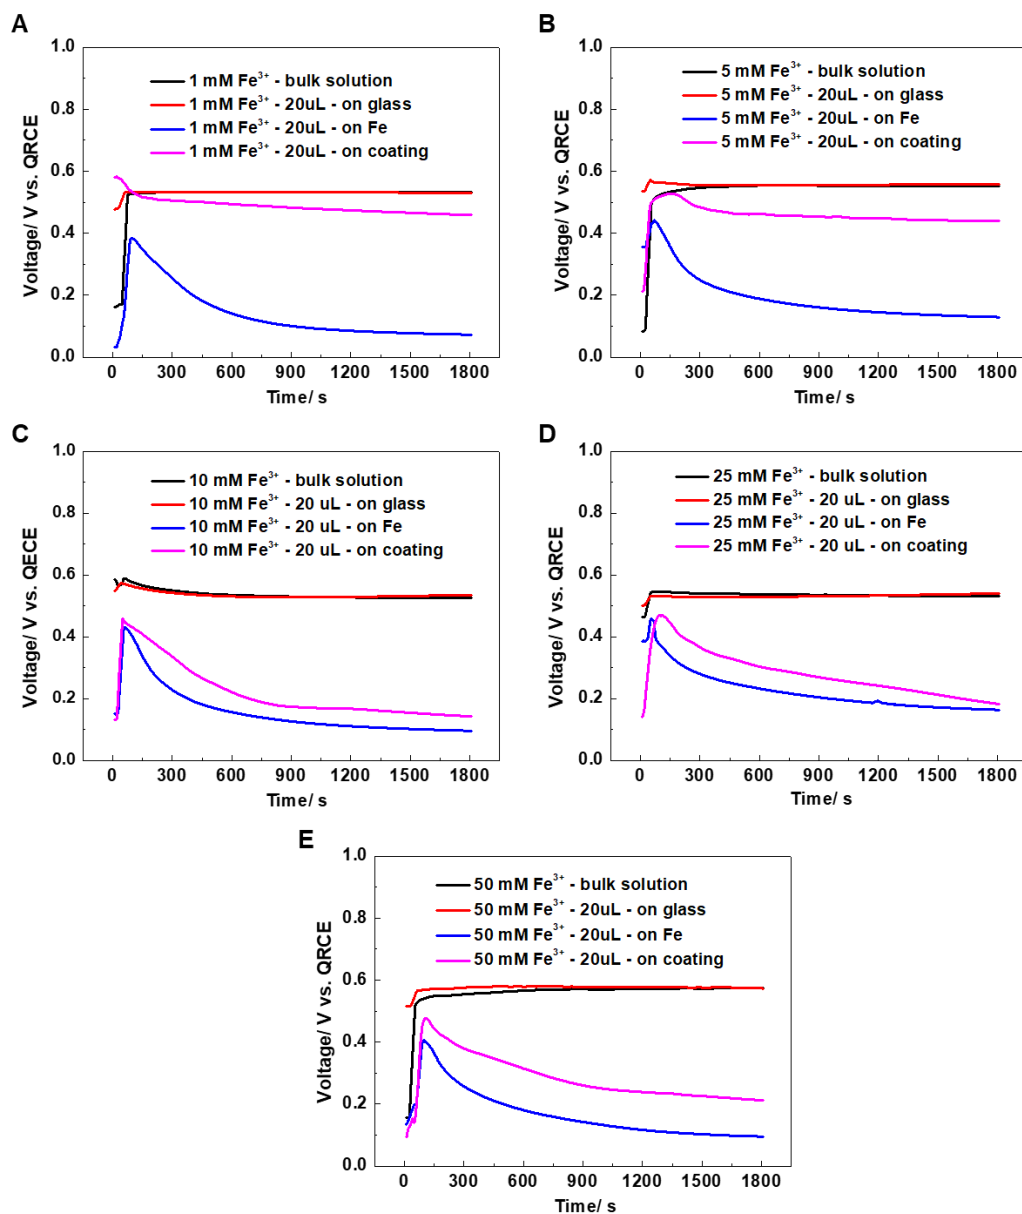 A
1 mM Fe³⁺ - bulk solution
1 mM Fe³⁺ - 20uL - on glass
1 mM Fe³⁺ - 20uL - on Fe
1 mM Fe³⁺ - 20uL - on coating
Voltage/ V vs. QRCE
1.0
0.8
0.6
0.4
0.2
0.0
0 300 600 900 1200 1500 1800
Time/ s
B
5 mM Fe³⁺ - bulk solution
5 mM Fe³⁺ - 20uL - on glass
5 mM Fe³⁺ - 20uL - on Fe
5 mM Fe³⁺ - 20uL - on coating
Voltage/ V vs. QRCE
1.0
0.8
0.6
0.4
0.2
0.0
0 300 600 900 1200 1500 1800
Time/ s
C
10 mM Fe³⁺ - bulk solution
10 mM Fe³⁺ - 20 uL - on glass
10 mM Fe³⁺ - 20 uL - on Fe
10 mM Fe³⁺ - 20 uL - on coating
Voltage/ V vs. QECE
1.0
0.8
0.6
0.4
0.2
0.0
0 300 600 900 1200 1500 1800
Time/ s
D
25 mM Fe³⁺ - bulk solution
25 mM Fe³⁺ - 20 uL - on glass
25 mM Fe³⁺ - 20 uL - on Fe
25 mM Fe³⁺ - 20 uL - on coating
Voltage/ V vs. QRCE
1.0
0.8
0.6
0.4
0.2
0.0
0 300 600 900 1200 1500 1800
Time/ s
E
50 mM Fe³⁺ - bulk solution
50 mM Fe³⁺ - 20uL - on glass
50 mM Fe³⁺ - 20uL - on Fe
50 mM Fe³⁺ - 20uL - on coating
Voltage/ V vs. QRCE
1.0
0.8
0.6
0.4
0.2
0.0
0 300 600 900 1200 1500 1800
Time/ s